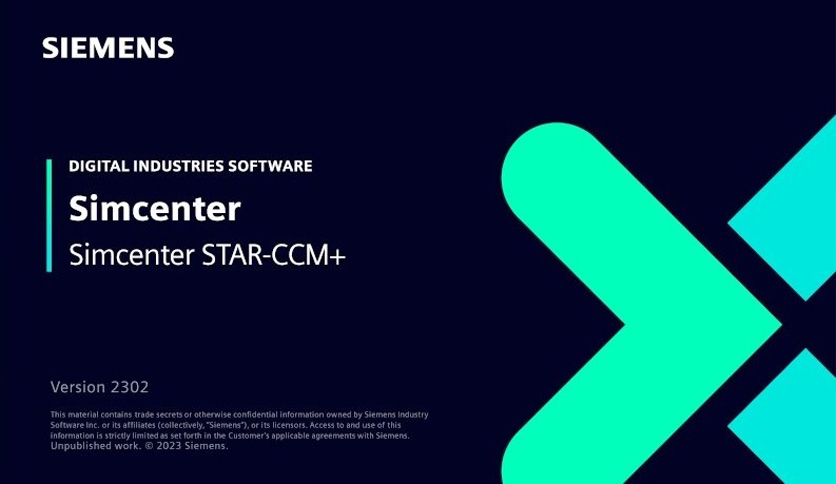 SIEMENS
DIGITAL INDUSTRIES SOFTWARE
Simcenter
Simcenter STAR-CCM+
Version 2302
This material contains trade secrets or otherwise confidential information owned by Siemens Industry
Software Inc. or its affiliates (collectively, "Siemens"), or its licensors. Access to and use of this
information is strictly limited as set forth in the Customer's applicable agreements with Siemens.
Unpublished work. © 2023 Siemens.